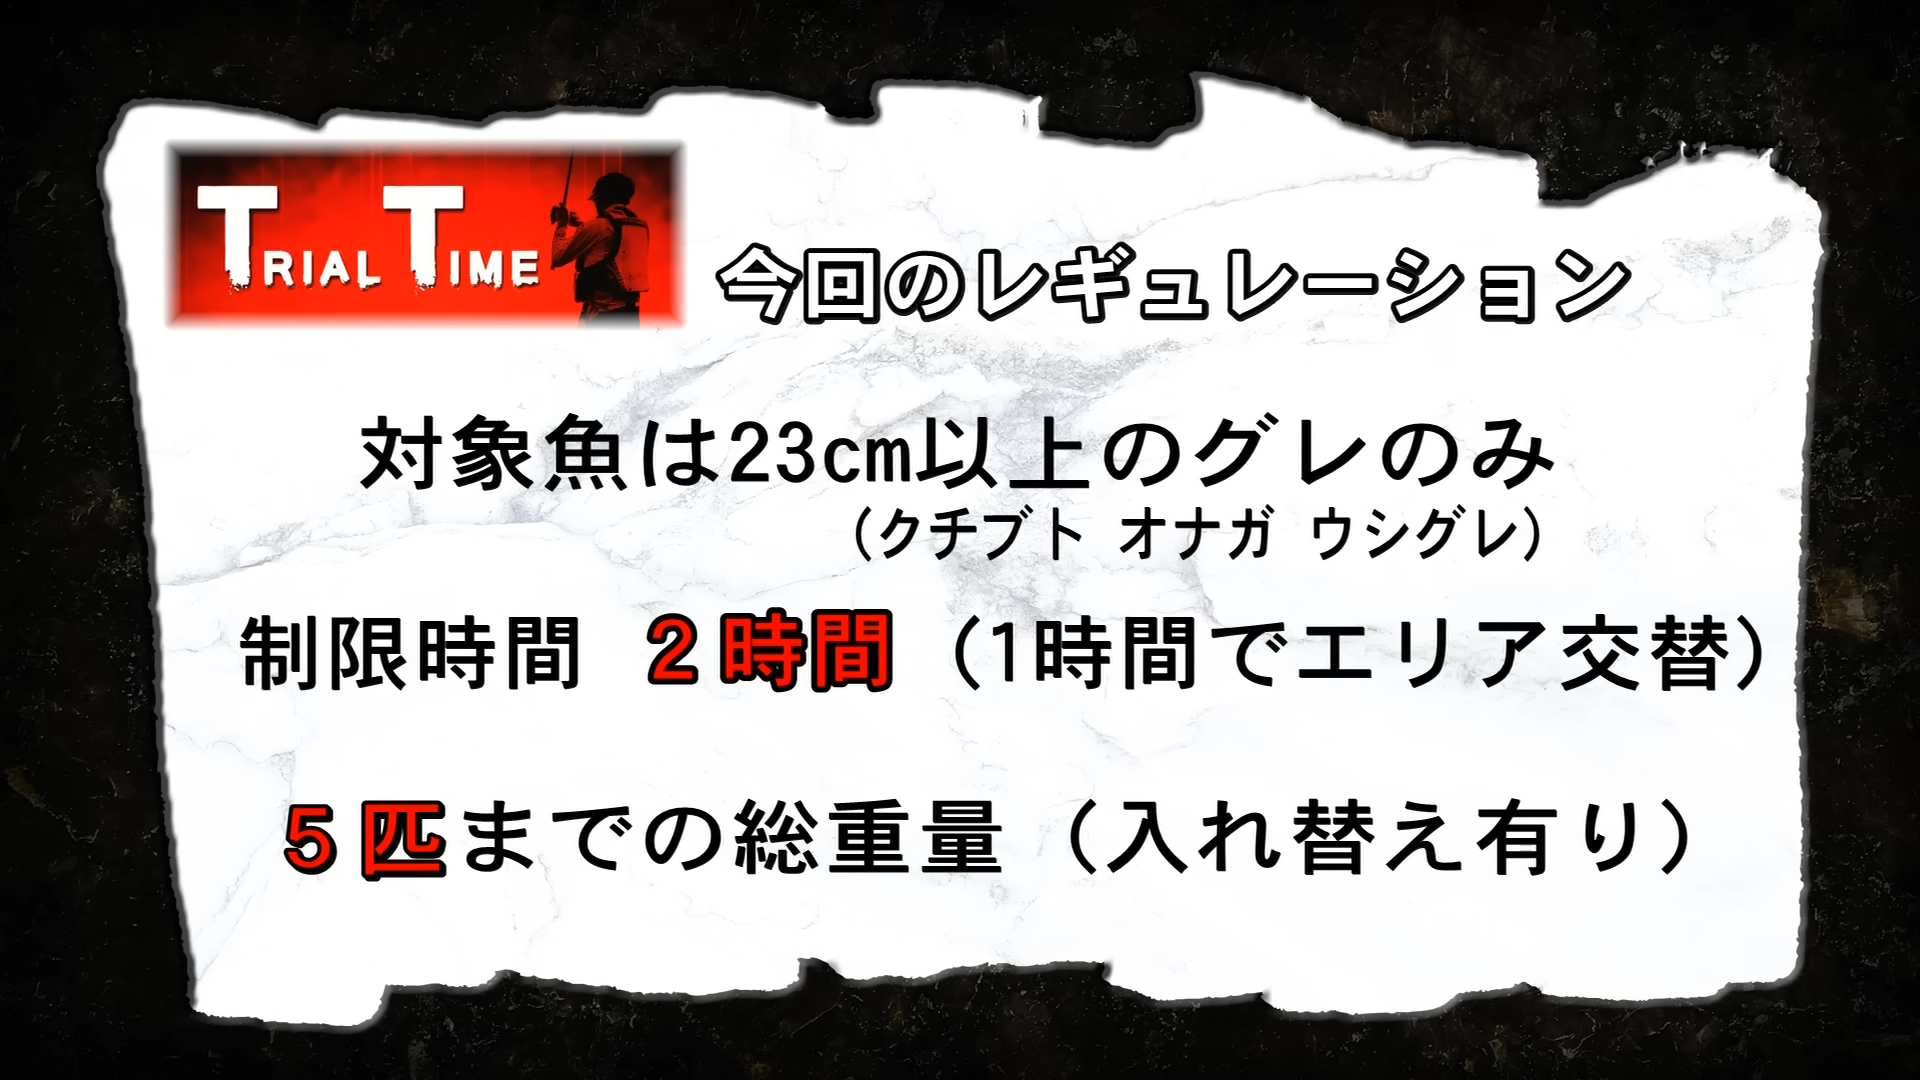 TRIAL TIME
今回のレギュレーション
対象魚は23cm以上のグレのみ
(クチブト オナガ ウシグレ)
制限時間 2時間 (1時間でエリア交替)
5匹までの総重量 (入れ替え有り)